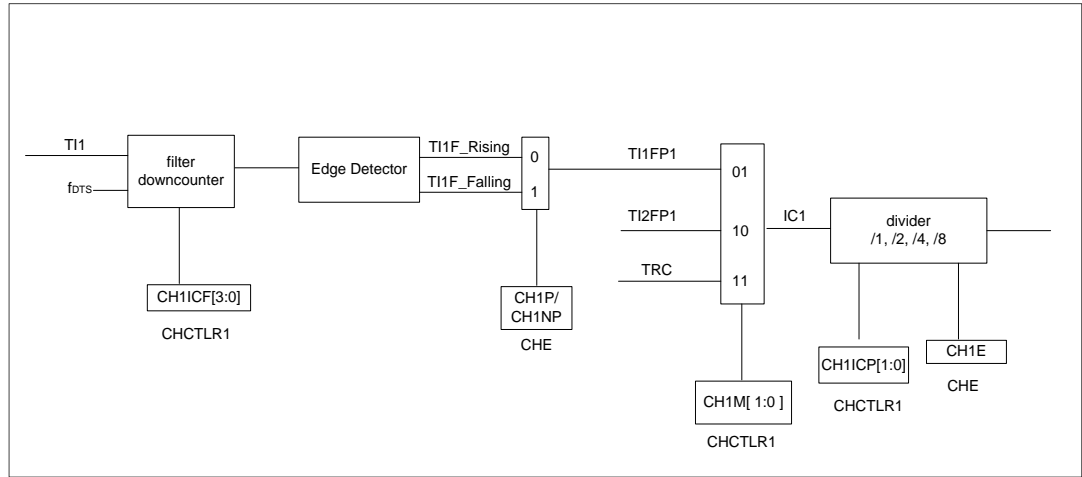 TI1
fDTS
filter
downcounter
CH1ICF[3:0]
CHCTLR1
Edge Detector
TI1F_Rising
TI1F_Falling
0
1
CH1P/
CH1NP
CHE
TI1FP1
TI2FP1
TRC
01
10
11
CH1M[ 1:0 ]
CHCTLR1
IC1
divider
/1, /2, /4, /8
CH1ICP[1:0]
CHCTLR1
CH1E
CHE